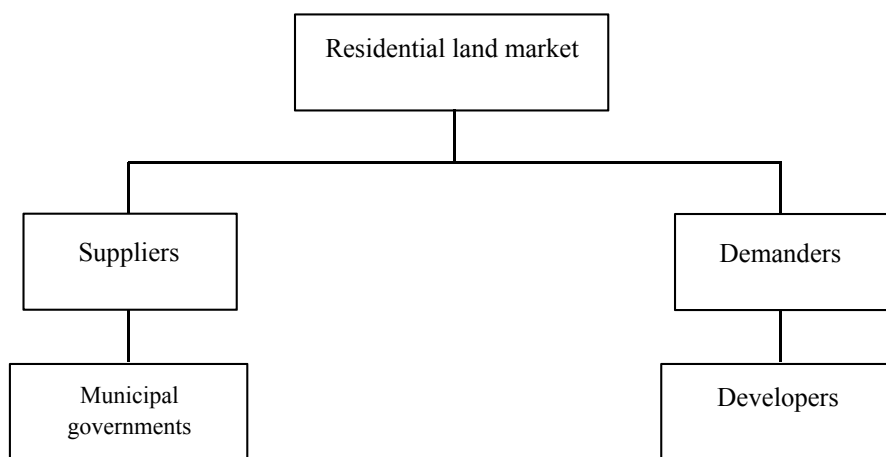 Residential land market
Suppliers
Demanders
Municipal
governments
Developers